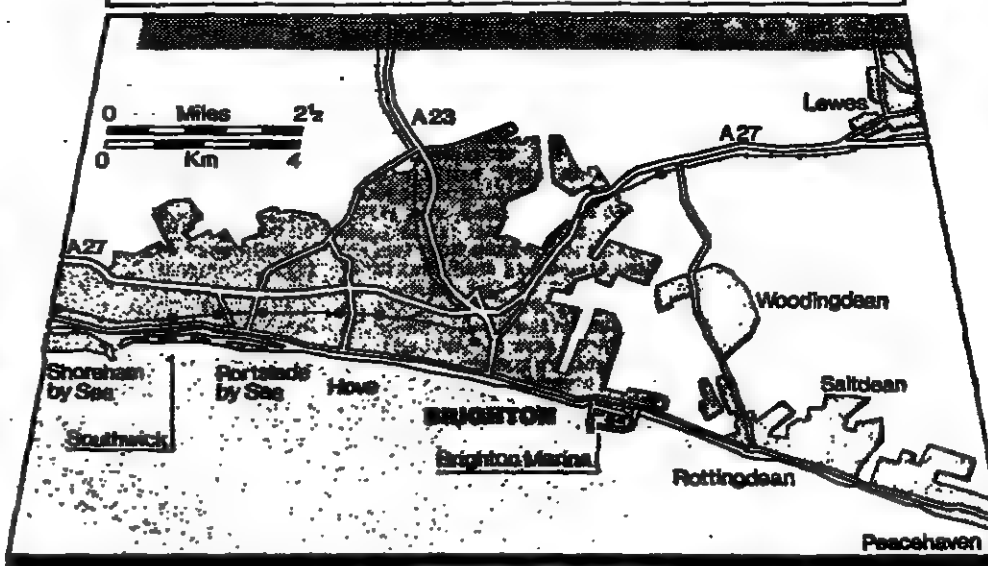 0 Miles 2½
0 Km 4
A23
A27
Lewes
A27
Woodingdean
Shoreham
by Sea
Portslade
by Sea
Hove
Saltdean
BRIGHTON
Southwick
Brighton Marina
Rottingdean
Peacehaven